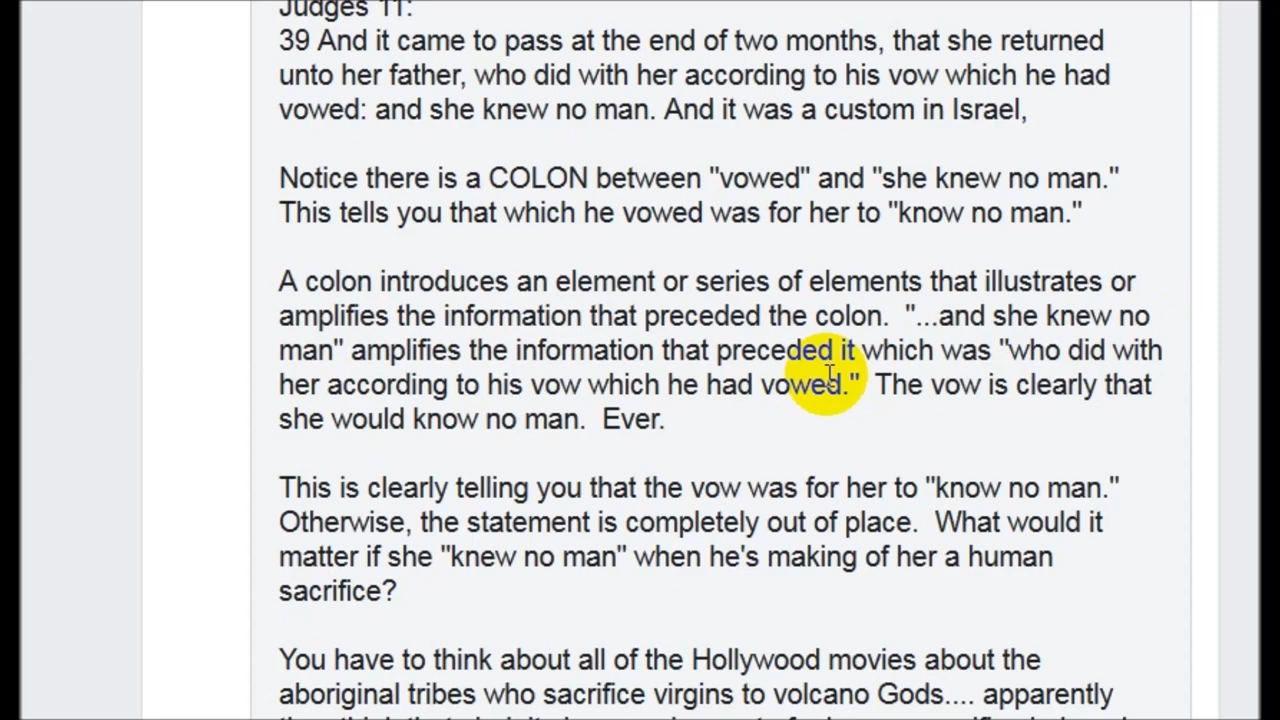 Judges 11:
39 And it came to pass at the end of two months, that she returned
unto her father, who did with her according to his vow which he had
vowed: and she knew no man. And it was a custom in Israel,
Notice there is a COLON between "vowed" and "she knew no man."
This tells you that which he vowed was for her to "know no man."
A colon introduces an element or series of elements that illustrates or
amplifies the information that preceded the colon.  "...and she knew no
man" amplifies the information that preceded it which was "who did with
her according to his vow which he had vowed."  The vow is clearly that
she would know no man.  Ever.
This is clearly telling you that the vow was for her to "know no man."
Otherwise, the statement is completely out of place.  What would it
matter if she "knew no man" when he's making of her a human
sacrifice?
You have to think about all of the Hollywood movies about the
aboriginal tribes who sacrifice virgins to volcano Gods.... apparently